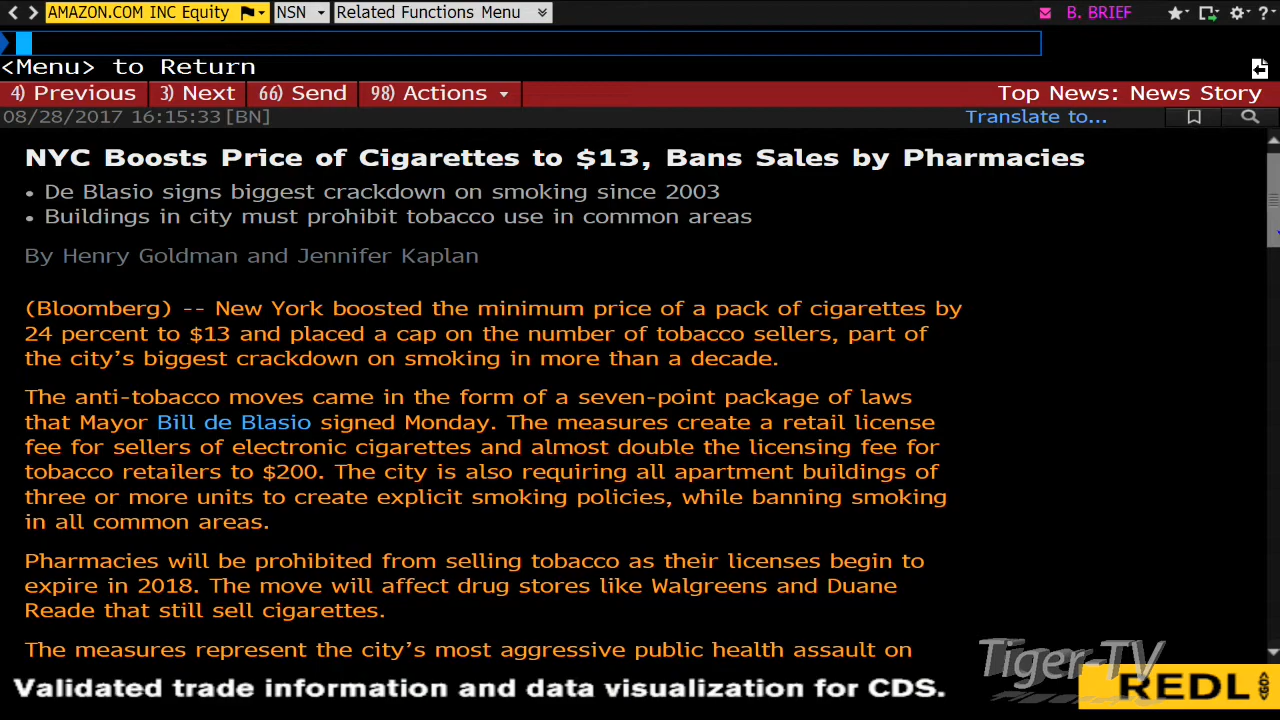 AMAZON.COM INC Equity NSN Related Functions Menu B. BRIEF ?
<Menu> to Return
4) Previous 3) Next 66) Send 98) Actions Top News: News Story
08/28/2017 16:15:33 [BN] Translate to...
NYC Boosts Price of Cigarettes to $13, Bans Sales by Pharmacies
• De Blasio signs biggest crackdown on smoking since 2003
• Buildings in city must prohibit tobacco use in common areas
By Henry Goldman and Jennifer Kaplan
(Bloomberg) -- New York boosted the minimum price of a pack of cigarettes by
24 percent to $13 and placed a cap on the number of tobacco sellers, part of
the city’s biggest crackdown on smoking in more than a decade.
The anti-tobacco moves came in the form of a seven-point package of laws
that Mayor Bill de Blasio signed Monday. The measures create a retail license
fee for sellers of electronic cigarettes and almost double the licensing fee for
tobacco retailers to $200. The city is also requiring all apartment buildings of
three or more units to create explicit smoking policies, while banning smoking
in all common areas.
Pharmacies will be prohibited from selling tobacco as their licenses begin to
expire in 2018. The move will affect drug stores like Walgreens and Duane
Reade that still sell cigarettes.
The measures represent the city’s most aggressive public health assault on
Tiger-TV
Validated trade information and data visualization for CDS. REDL <GO>